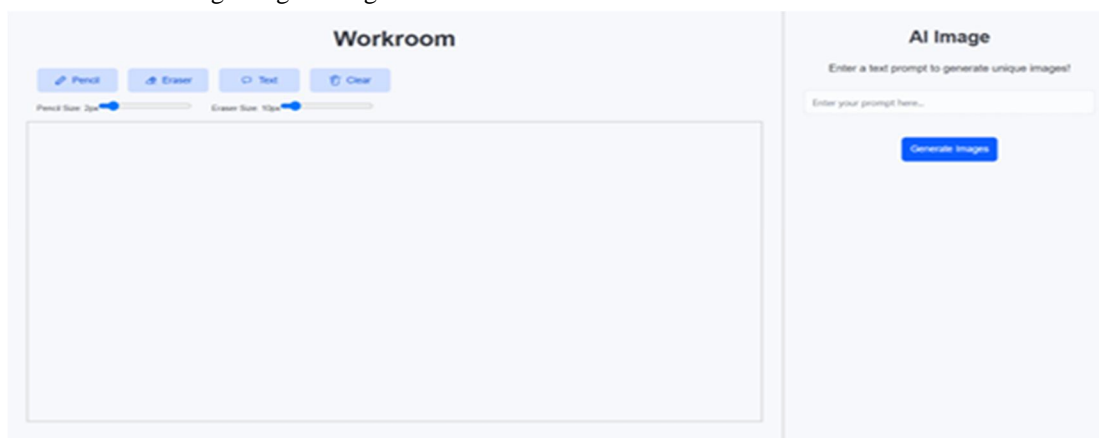 Workroom
Pencil
Eraser
Text
Clear
Pencil Size: 2px
Eraser Size: 10px
AI Image
Enter a text prompt to generate unique images!
Enter your prompt here...
Generate Images